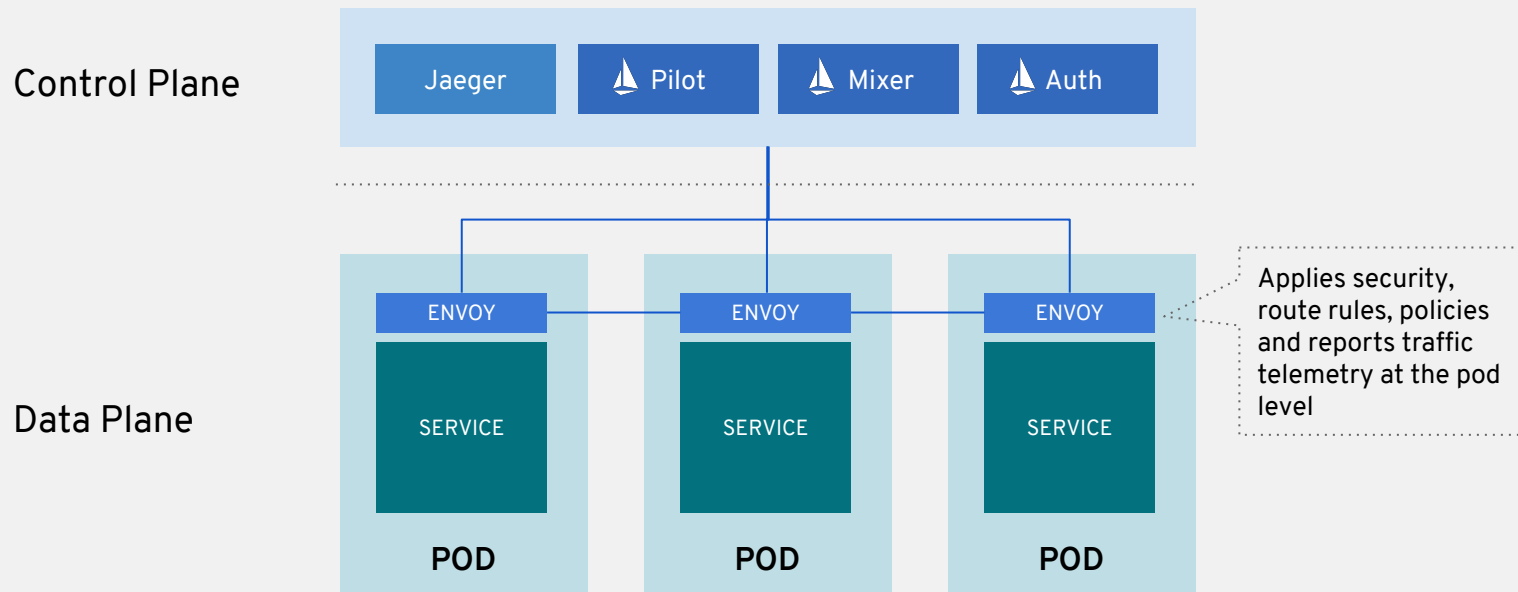 Control Plane
Jaeger
Pilot
Mixer
Auth
ENVOY
ENVOY
ENVOY
Applies security,
route rules, policies
and reports traffic
telemetry at the pod
level
Data Plane
SERVICE
SERVICE
SERVICE
POD
POD
POD